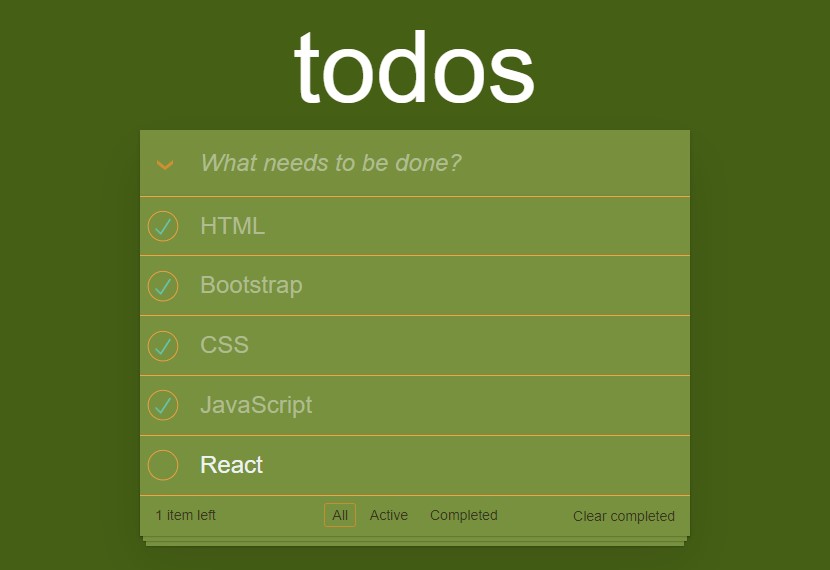 todos
What needs to be done?
HTML
Bootstrap
CSS
JavaScript
React
1 item left All Active Completed Clear completed